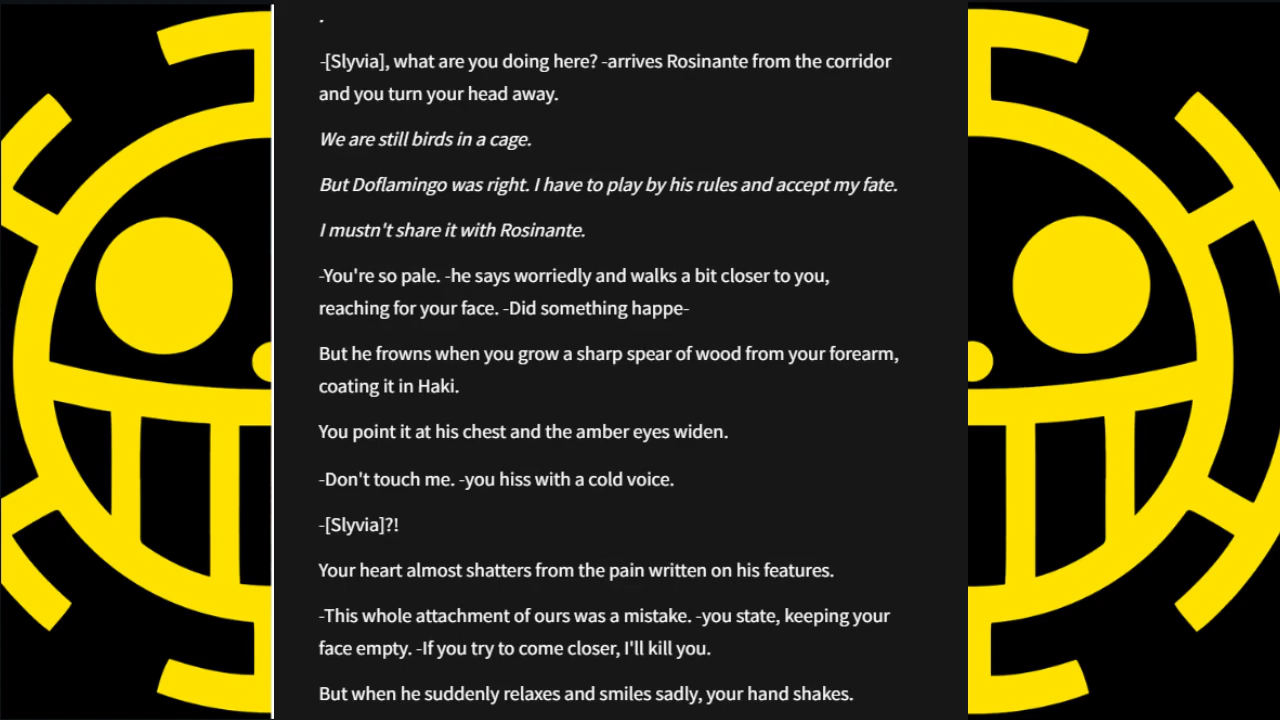 .
-[Slyvia], what are you doing here? -arrives Rosinante from the corridor
and you turn your head away.
We are still birds in a cage.
But Doflamingo was right. I have to play by his rules and accept my fate.
I mustn't share it with Rosinante.
-You're so pale. -he says worriedly and walks a bit closer to you,
reaching for your face. -Did something happe-
But he frowns when you grow a sharp spear of wood from your forearm,
coating it in Haki.
You point it at his chest and the amber eyes widen.
-Don't touch me. -you hiss with a cold voice.
-[Slyvia]?!
Your heart almost shatters from the pain written on his features.
-This whole attachment of ours was a mistake. -you state, keeping your
face empty. -If you try to come closer, I'll kill you.
But when he suddenly relaxes and smiles sadly, your hand shakes.